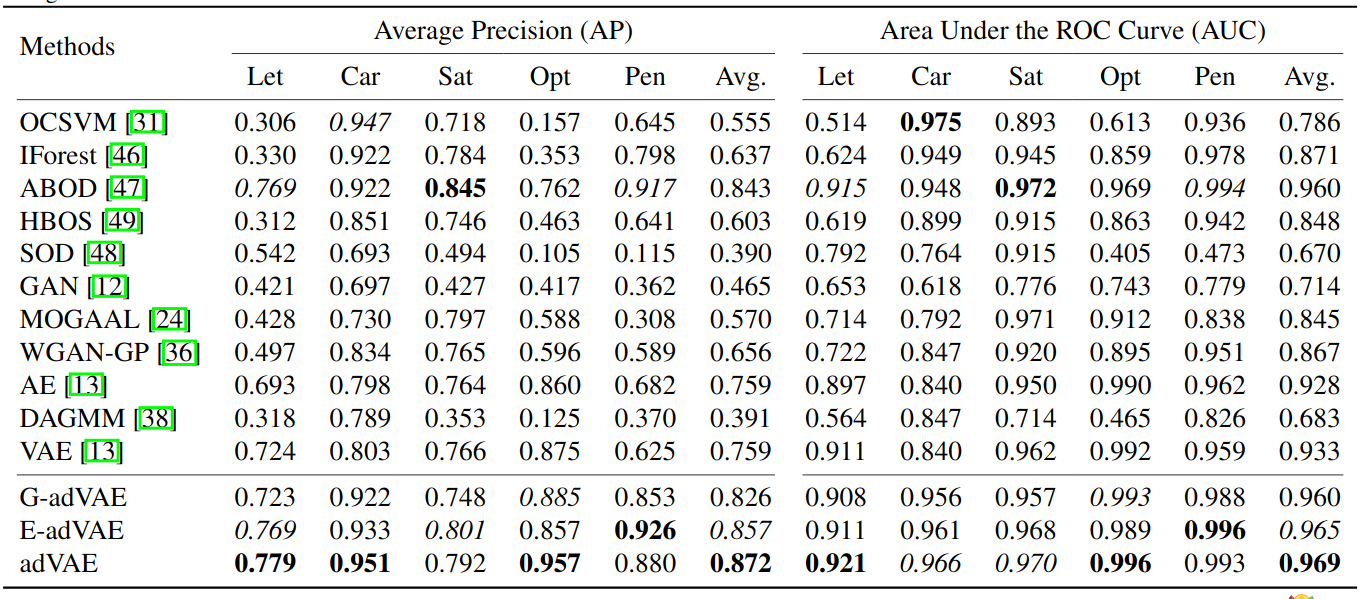 Methods Average Precision (AP) Area Under the ROC Curve (AUC)
Let Car Sat Opt Pen Avg. Let Car Sat Opt Pen Avg.
OCSVM [31] 0.306 0.947 0.718 0.157 0.645 0.555 0.514 0.975 0.893 0.613 0.936 0.786
IForest [46] 0.330 0.922 0.784 0.353 0.798 0.637 0.624 0.949 0.945 0.859 0.978 0.871
ABOD [47] 0.769 0.922 0.845 0.762 0.917 0.843 0.915 0.948 0.972 0.969 0.994 0.960
HBOS [49] 0.312 0.851 0.746 0.463 0.641 0.603 0.619 0.899 0.915 0.863 0.942 0.848
SOD [48] 0.542 0.693 0.494 0.105 0.115 0.390 0.792 0.764 0.915 0.405 0.473 0.670
GAN [12] 0.421 0.697 0.427 0.417 0.362 0.465 0.653 0.618 0.776 0.743 0.779 0.714
MOGAAL [24] 0.428 0.730 0.797 0.588 0.308 0.570 0.714 0.792 0.971 0.912 0.838 0.845
WGAN-GP [36] 0.497 0.834 0.765 0.596 0.589 0.656 0.722 0.847 0.920 0.895 0.951 0.867
AE [13] 0.693 0.798 0.764 0.860 0.682 0.759 0.897 0.840 0.950 0.990 0.962 0.928
DAGMM [38] 0.318 0.789 0.353 0.125 0.370 0.391 0.564 0.847 0.714 0.465 0.826 0.683
VAE [13] 0.724 0.803 0.766 0.875 0.625 0.759 0.911 0.840 0.962 0.992 0.959 0.933
G-adVAE 0.723 0.922 0.748 0.885 0.853 0.826 0.908 0.956 0.957 0.993 0.988 0.960
E-adVAE 0.769 0.933 0.801 0.857 0.926 0.857 0.911 0.961 0.968 0.989 0.996 0.965
adVAE 0.779 0.951 0.792 0.957 0.880 0.872 0.921 0.966 0.970 0.996 0.993 0.969